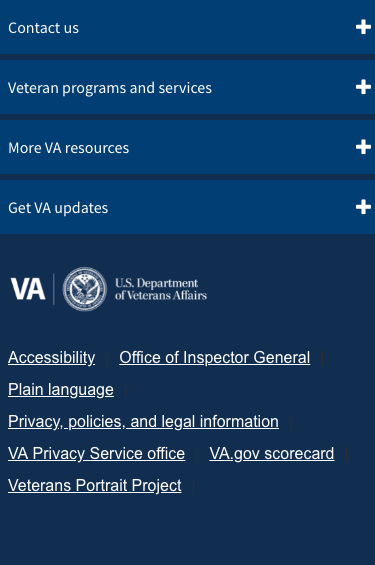 Contact us
Veteran programs and services
More VA resources
Get VA updates
VA
U.S. Department
of Veterans Affairs
Accessibility Office of Inspector General
Plain language
Privacy, policies, and legal information
VA Privacy Service office VA.gov scorecard
Veterans Portrait Project